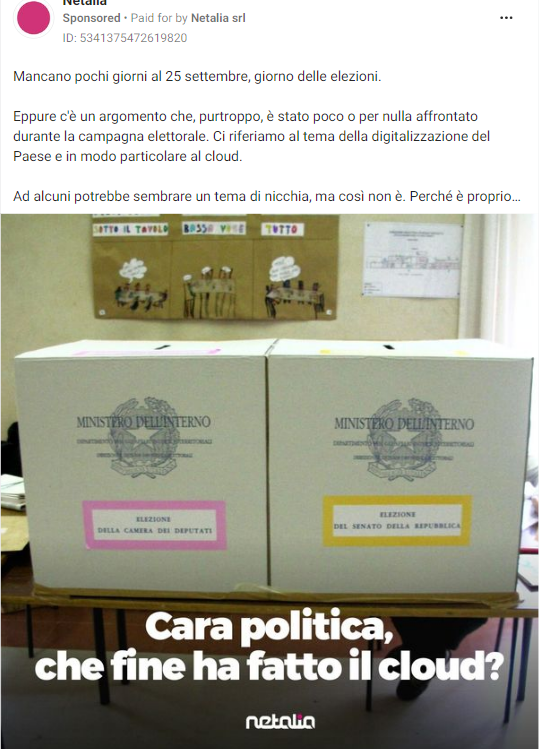 Netalia
Sponsored • Paid for by Netalia srl
ID: 5341375472619820
Mancano pochi giorni al 25 settembre, giorno delle elezioni.
Eppure c'è un argomento che, purtroppo, è stato poco o per nulla affrontato
durante la campagna elettorale. Ci riferiamo al tema della digitalizzazione del
Paese e in modo particolare al cloud.
Ad alcuni potrebbe sembrare un tema di nicchia, ma così non è. Perché è proprio...
SOTTO IL TAVOLO
BASSA VOCE
TUTTO
MINISTERO DELL'INTERNO
MINISTERO DELL'INTERNO
ELEZIONE
DELLA CAMERA DEI DEPUTATI
ELEZIONE
DEL SENATO DELLA REPUBBLICA
Cara politica,
che fine ha fatto il cloud?
netalia